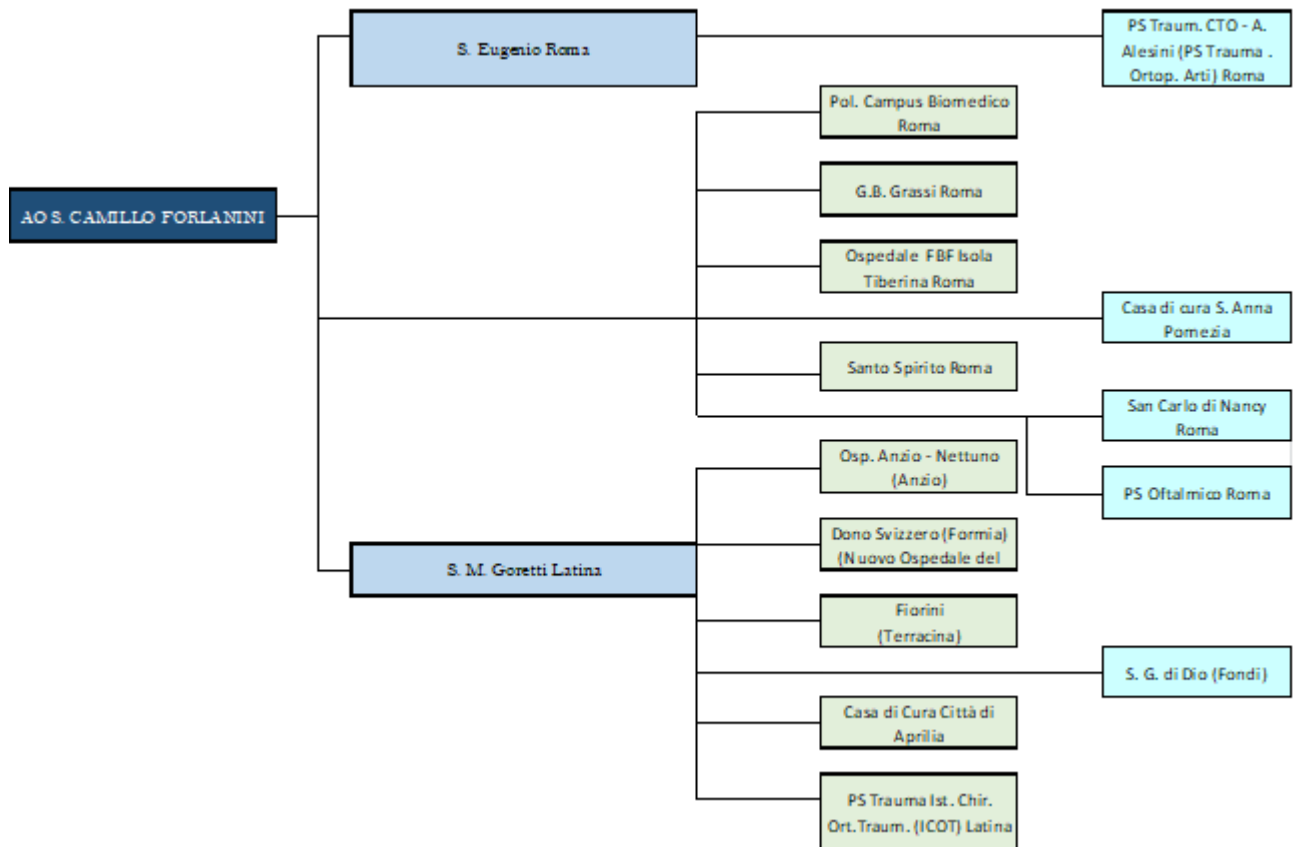 S. Eugenio Roma
PS Traum. CTO - A.
Alesini (PS Trauma .
Ortop. Arti) Roma
Pol. Campus Biomedico
Roma
G.B. Grassi Roma
AO S. CAMILLO FORLANINI
Ospedale FBF Isola
Tiberina Roma
Casa di cura S. Anna
Pomezia
Santo Spirito Roma
San Carlo di Nancy
Roma
Osp. Anzio - Nettuno
(Anzio)
PS Oftalmico Roma
Dono Svizzero (Formia)
(Nuovo Ospedale del
S. M. Goretti Latina
Fiorini
(Terracina)
S. G. di Dio (Fondi)
Casa di Cura Città di
Aprilia
PS Trauma Ist. Chir.
Ort.Traum. (ICOT) Latina